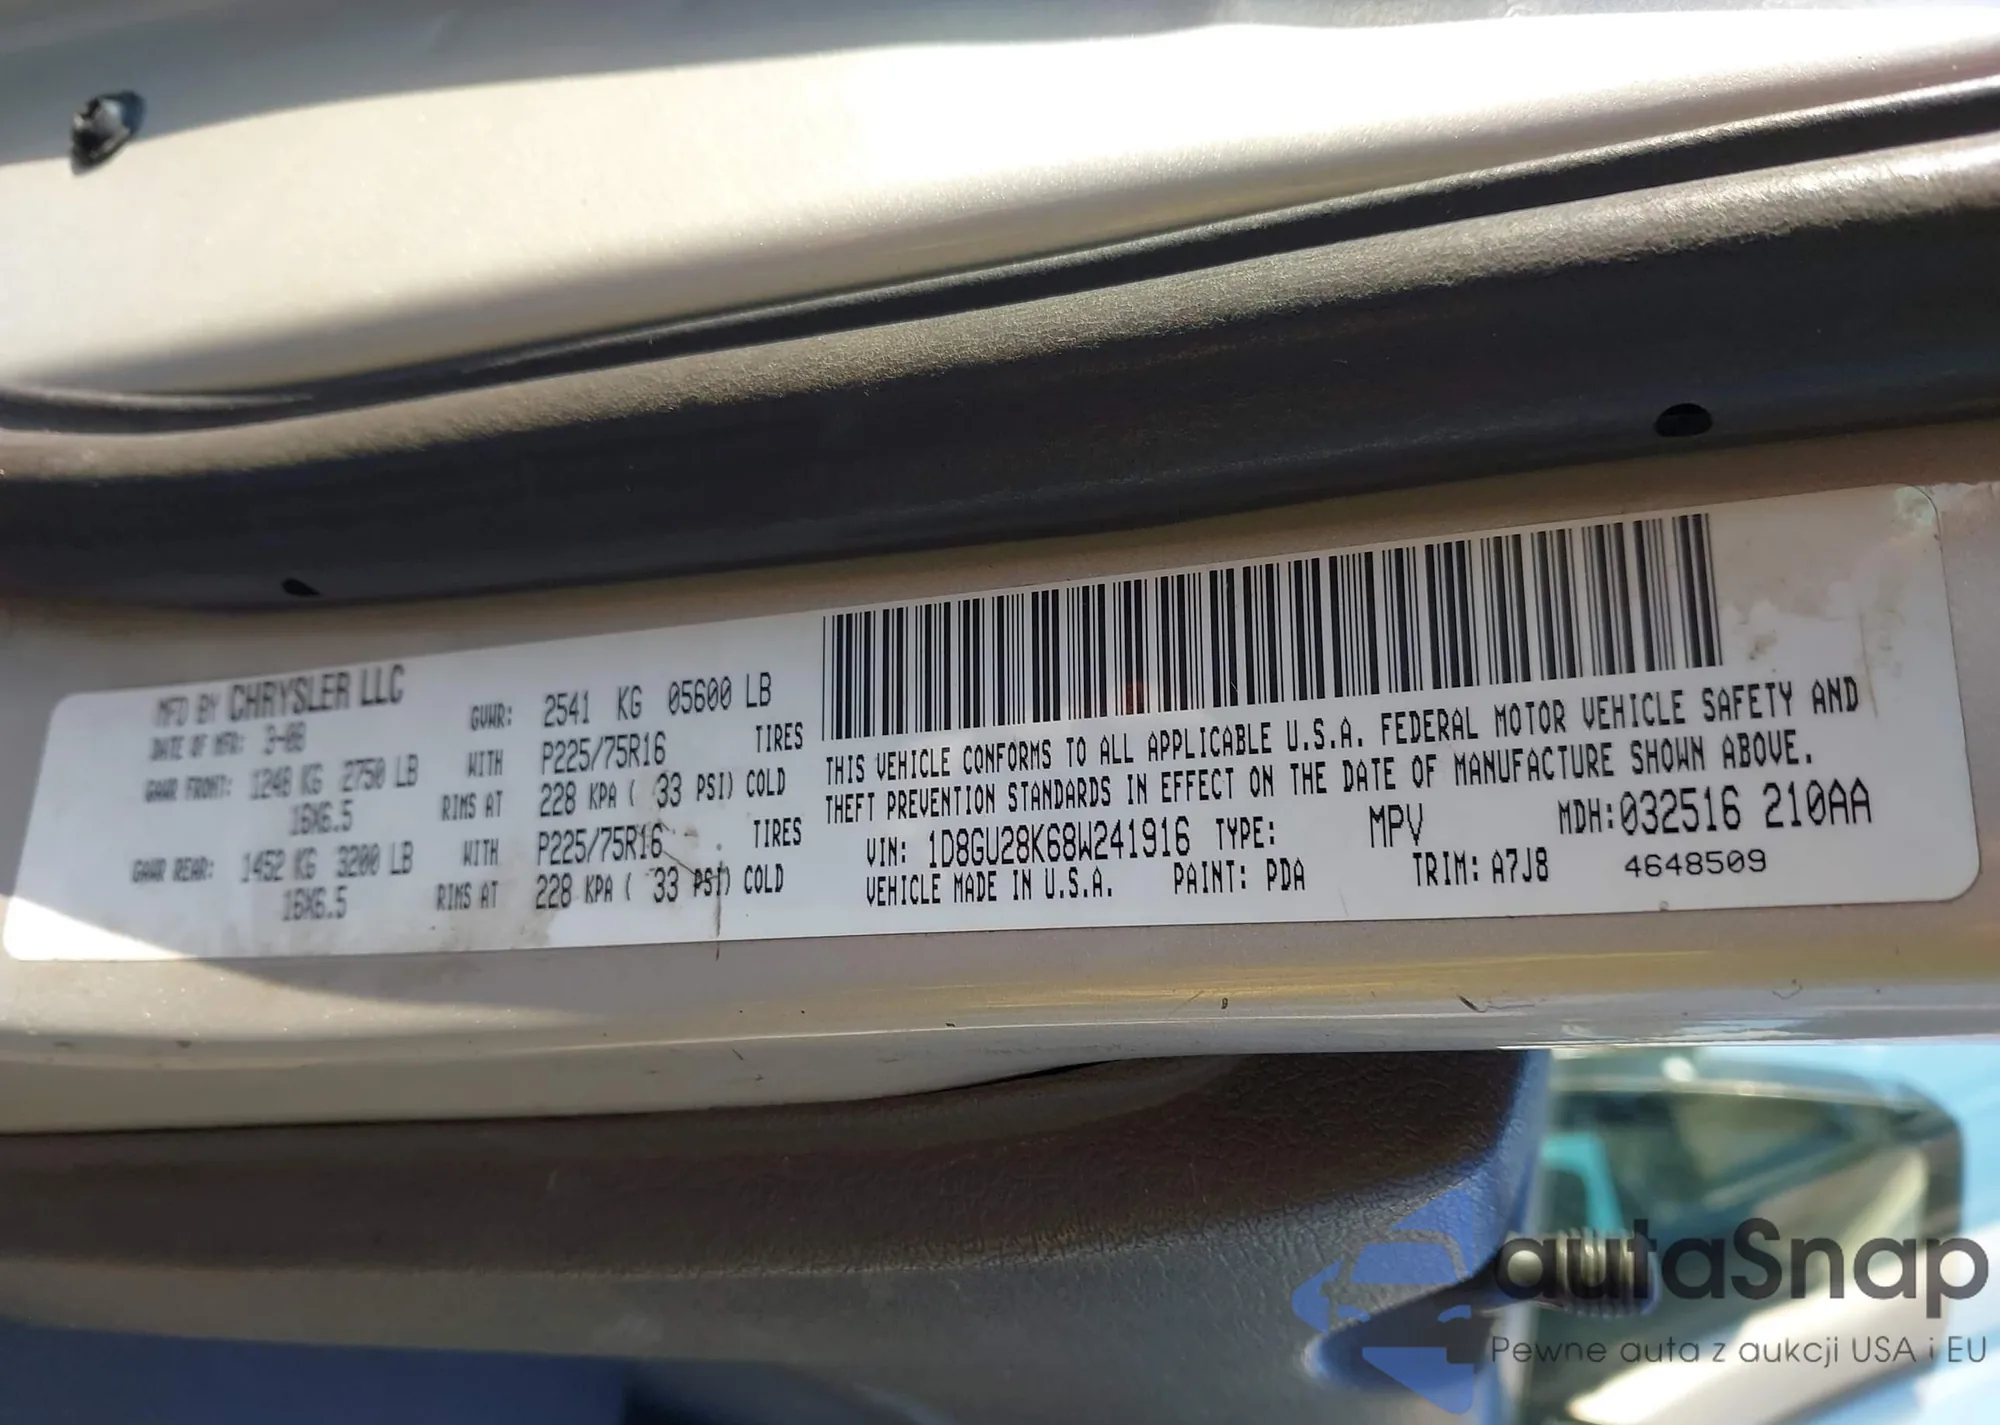 MFD BY CHRYSLER LLC
DATE OF MFR: 3-08
GAWR FRONT: 1248 KG 2750 LB
16X6.5
GAWR REAR: 1452 KG 3200 LB
16X6.5
GVWR: 2541 KG 05600 LB
WITH P225/75R16 TIRES
RIMS AT 228 KPA ( 33 PSI) COLD
WITH P225/75R16 TIRES
RIMS AT 228 KPA ( 33 PSI) COLD
THIS VEHICLE CONFORMS TO ALL APPLICABLE U.S.A. FEDERAL MOTOR VEHICLE SAFETY AND
THEFT PREVENTION STANDARDS IN EFFECT ON THE DATE OF MANUFACTURE SHOWN ABOVE.
VIN: 1D8GU28K68W241916 TYPE: MPV MDH:032516 210AA
VEHICLE MADE IN U.S.A. PAINT: PDA TRIM: A7J8 4648509
autaSnap
Pewne auta z aukcji USA i EU